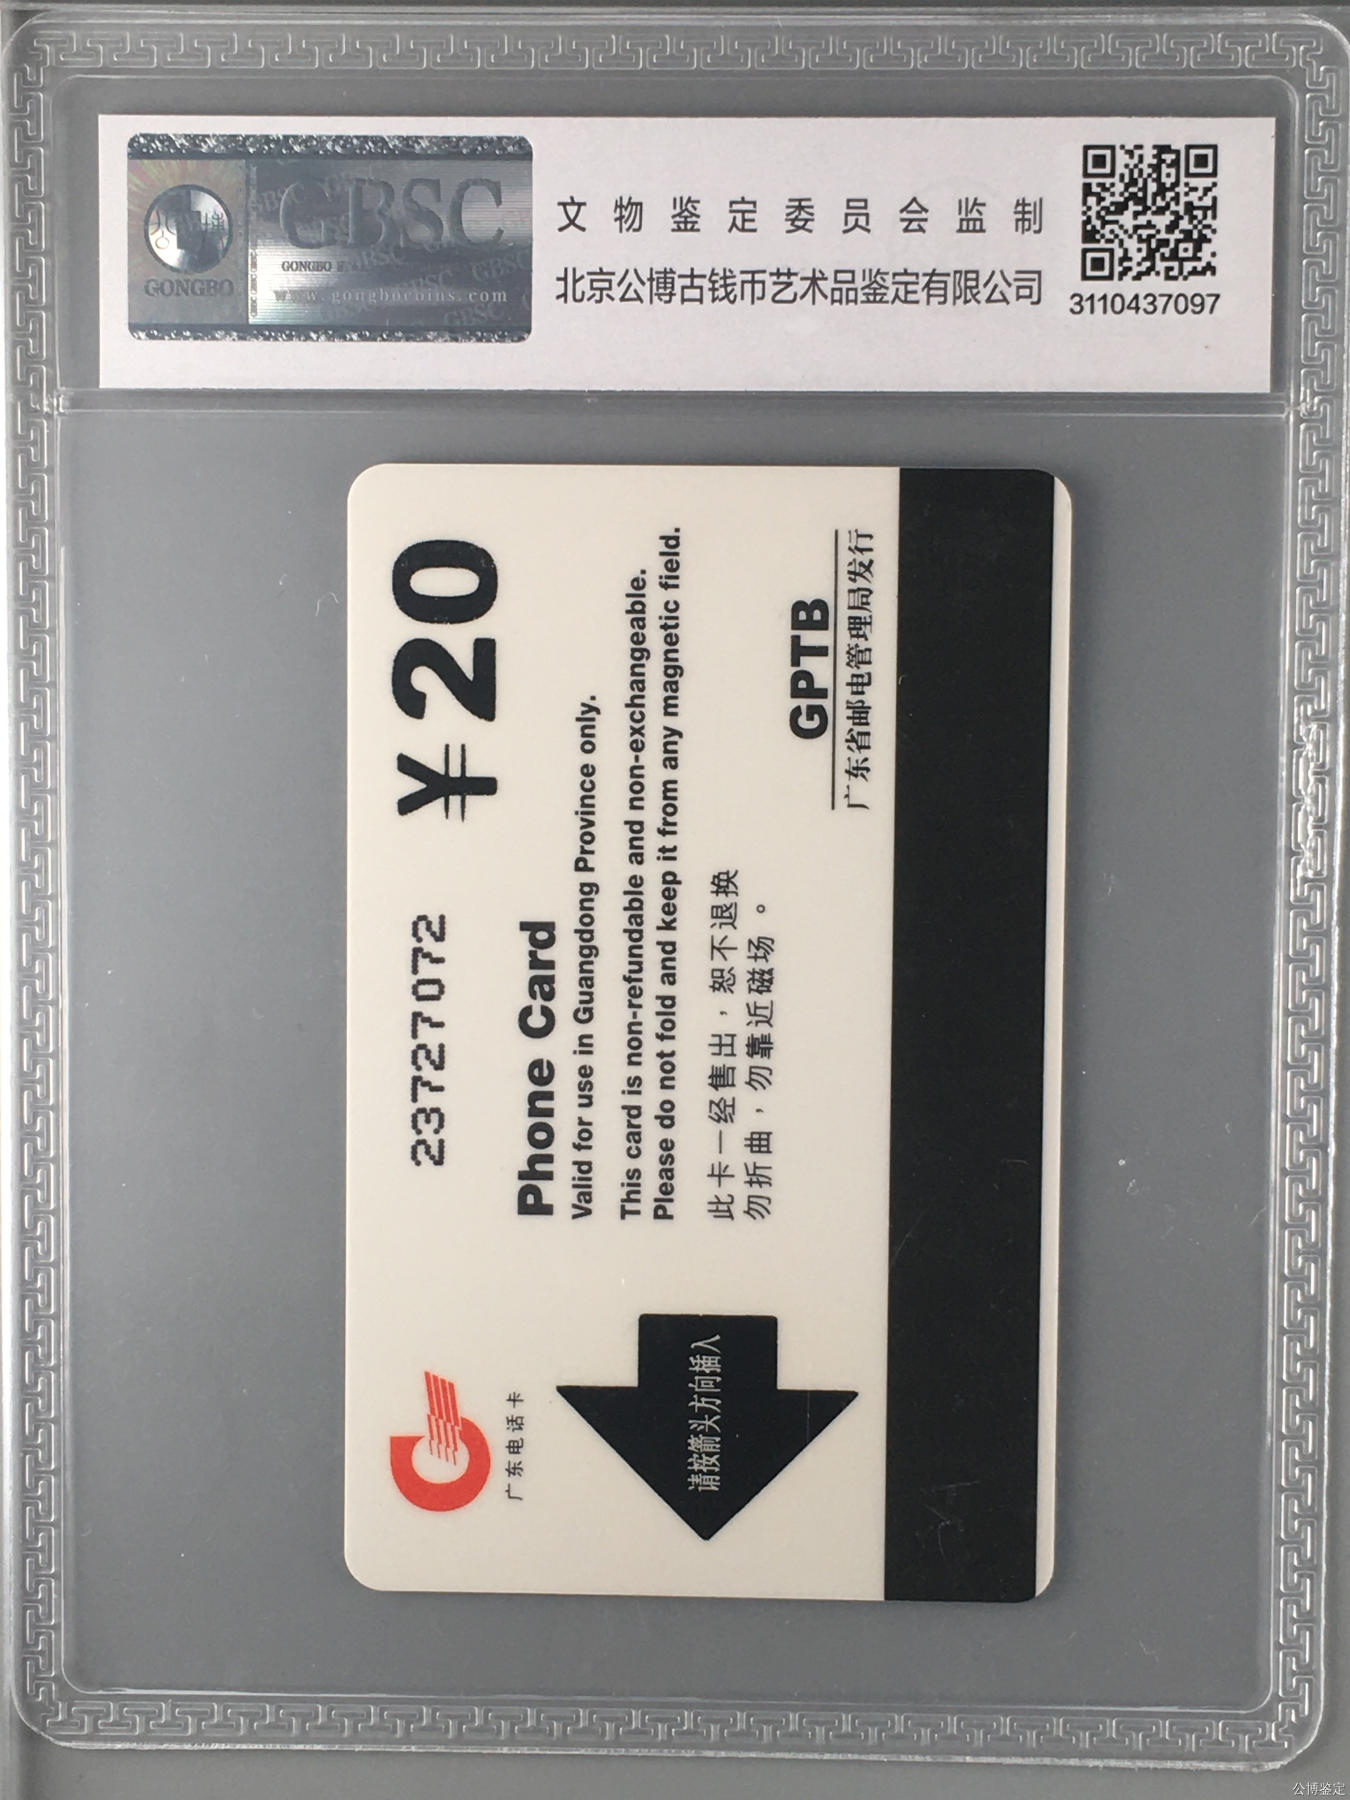 GBSC
GONGBO
www.gongbocoins.com
文物鉴定委员会监制
北京公博古钱币艺术品鉴定有限公司
3110437097
23727072
¥20
Phone Card
Valid for use in Guangdong Province only.
This card is non-refundable and non-exchangeable.
Please do not fold and keep it from any magnetic field.
此卡一经售出，恕不退换
勿折曲，勿靠近磁场。
GPTB
广东省邮电管理局发行
广东电话卡
请按箭头方向插入
公博鉴定